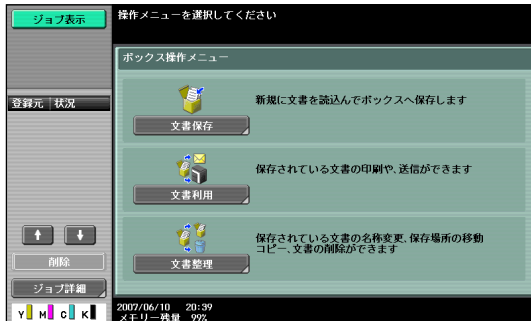 ジョブ表示
操作メニューを選択してください
ボックス操作メニュー
登録元 状況
新規に文書を読込んでボックスへ保存します
文書保存
保存されている文書の印刷や、送信ができます
文書利用
保存されている文書の名称変更、保存場所の移動
コピー、文書の削除ができます
文書整理
削除
ジョブ詳細
Y M C K
2007/06/10 20:39
メモリー残量 99%